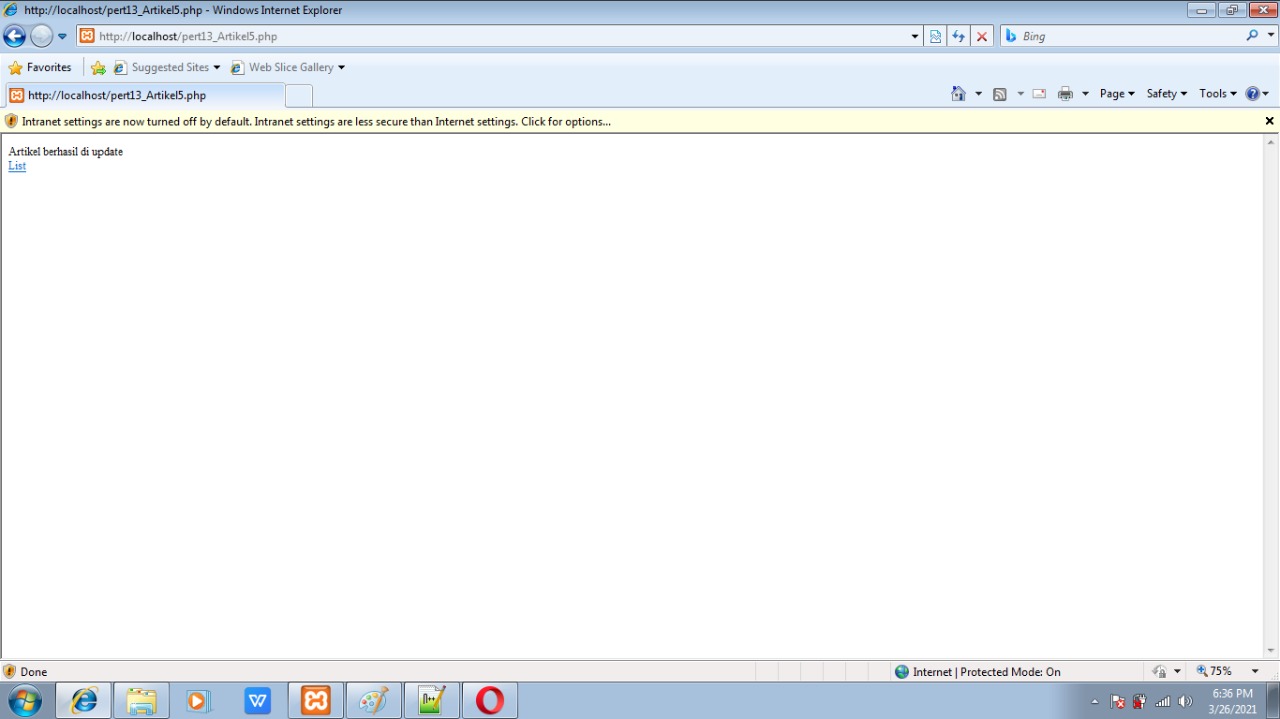 http://localhost/pert13_Artikel5.php - Windows Internet Explorer
http://localhost/pert13_Artikel5.php
Bing
Favorites
Suggested Sites
Web Slice Gallery
http://localhost/pert13_Artikel5.php
Page
Safety
Tools
Intranet settings are now turned off by default. Intranet settings are less secure than Internet settings. Click for options...
Artikel berhasil di update
List
Done
Internet | Protected Mode: On
75%
6:36 PM
3/26/2021